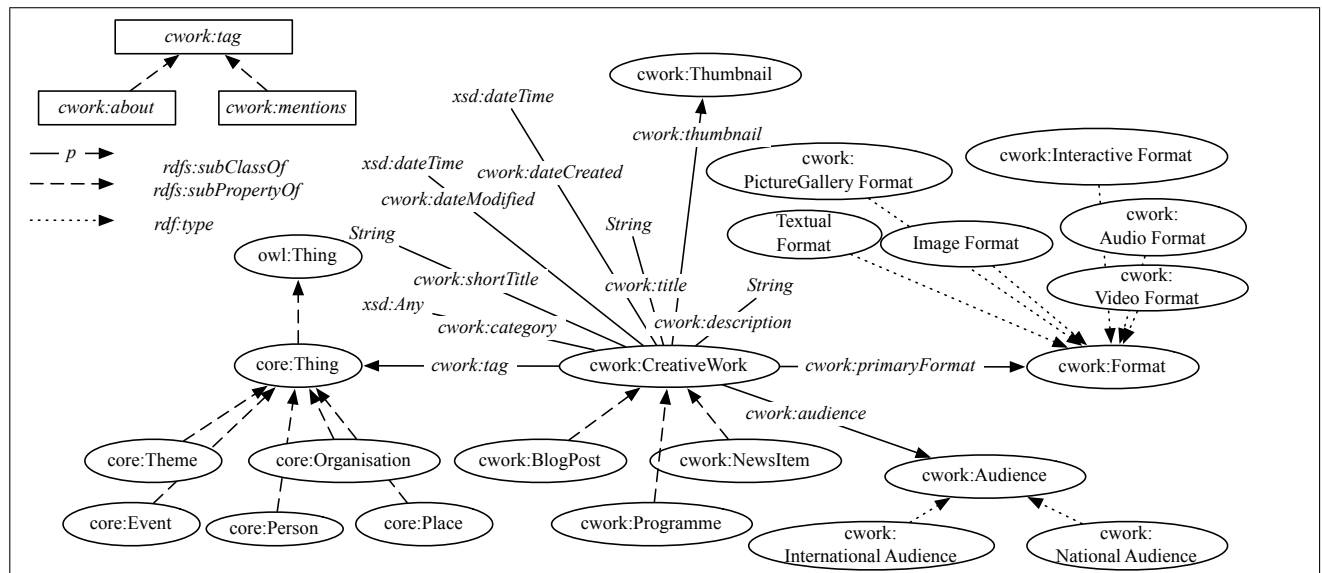 cwork:tag
cwork:about
cwork:mentions
p
rdfs:subClassOf
rdfs:subPropertyOf
rdf:type
cwork:Thumbnail
xsd:dateTime
cwork:thumbnail
xsd:dateTime
cwork:dateCreated
cwork:dateModified
cwork:
PictureGallery Format
cwork:Interactive Format
Textual
Format
Image Format
cwork:
Audio Format
cwork:
Video Format
String
String
owl:Thing
cwork:shortTitle
cwork:title
String
xsd:Any
cwork:category
cwork:description
core:Thing
cwork:tag
cwork:CreativeWork
cwork:primaryFormat
cwork:Format
cwork:audience
core:Theme
core:Organisation
cwork:BlogPost
cwork:NewsItem
cwork:Audience
core:Event
core:Person
core:Place
cwork:Programme
cwork:
International Audience
cwork:
National Audience